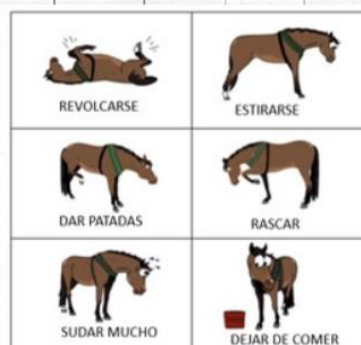 REVOLCARSE
ESTIRARSE
DAR PATADAS
RASCAR
SUDAR MUCHO
DEJAR DE COMER